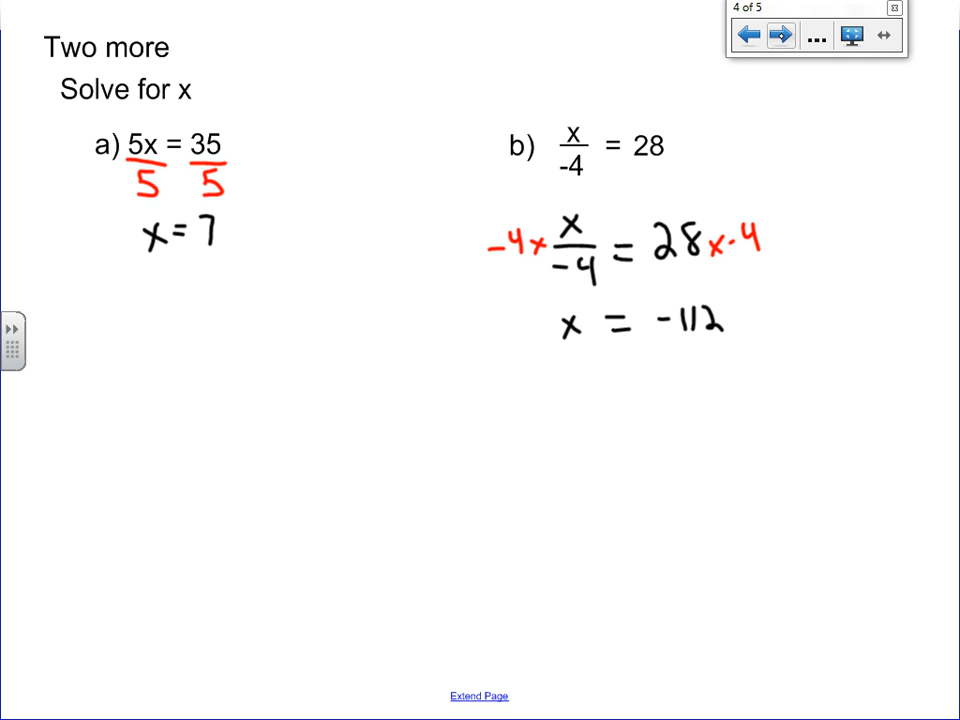 4 of 5
...
Two more
Solve for x
a) 5x = 35
5 5
x = 7
b) x/-4 = 28
-4 x x/-4 = 28 x -4
x = -112
Extend Page